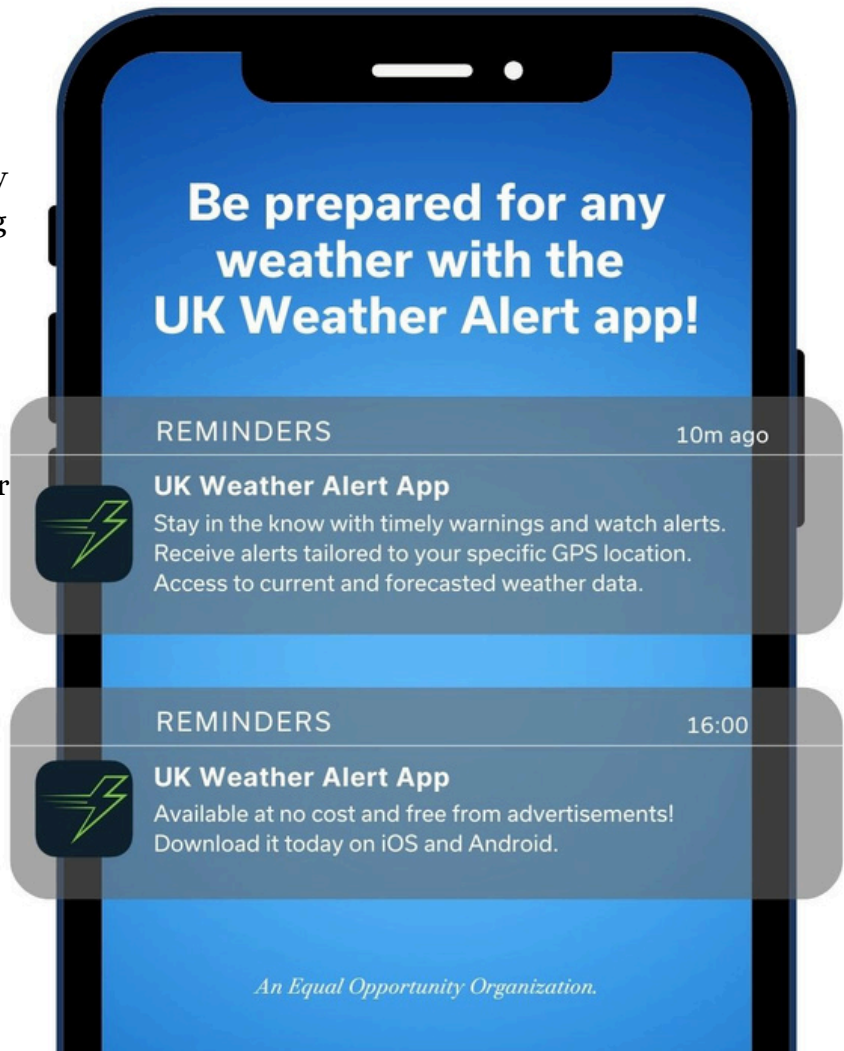 Be prepared for any
weather with the
UK Weather Alert app!
REMINDERS 10m ago
UK Weather Alert App
Stay in the know with timely warnings and watch alerts.
Receive alerts tailored to your specific GPS location.
Access to current and forecasted weather data.
REMINDERS 16:00
UK Weather Alert App
Available at no cost and free from advertisements!
Download it today on iOS and Android.
An Equal Opportunity Organization.